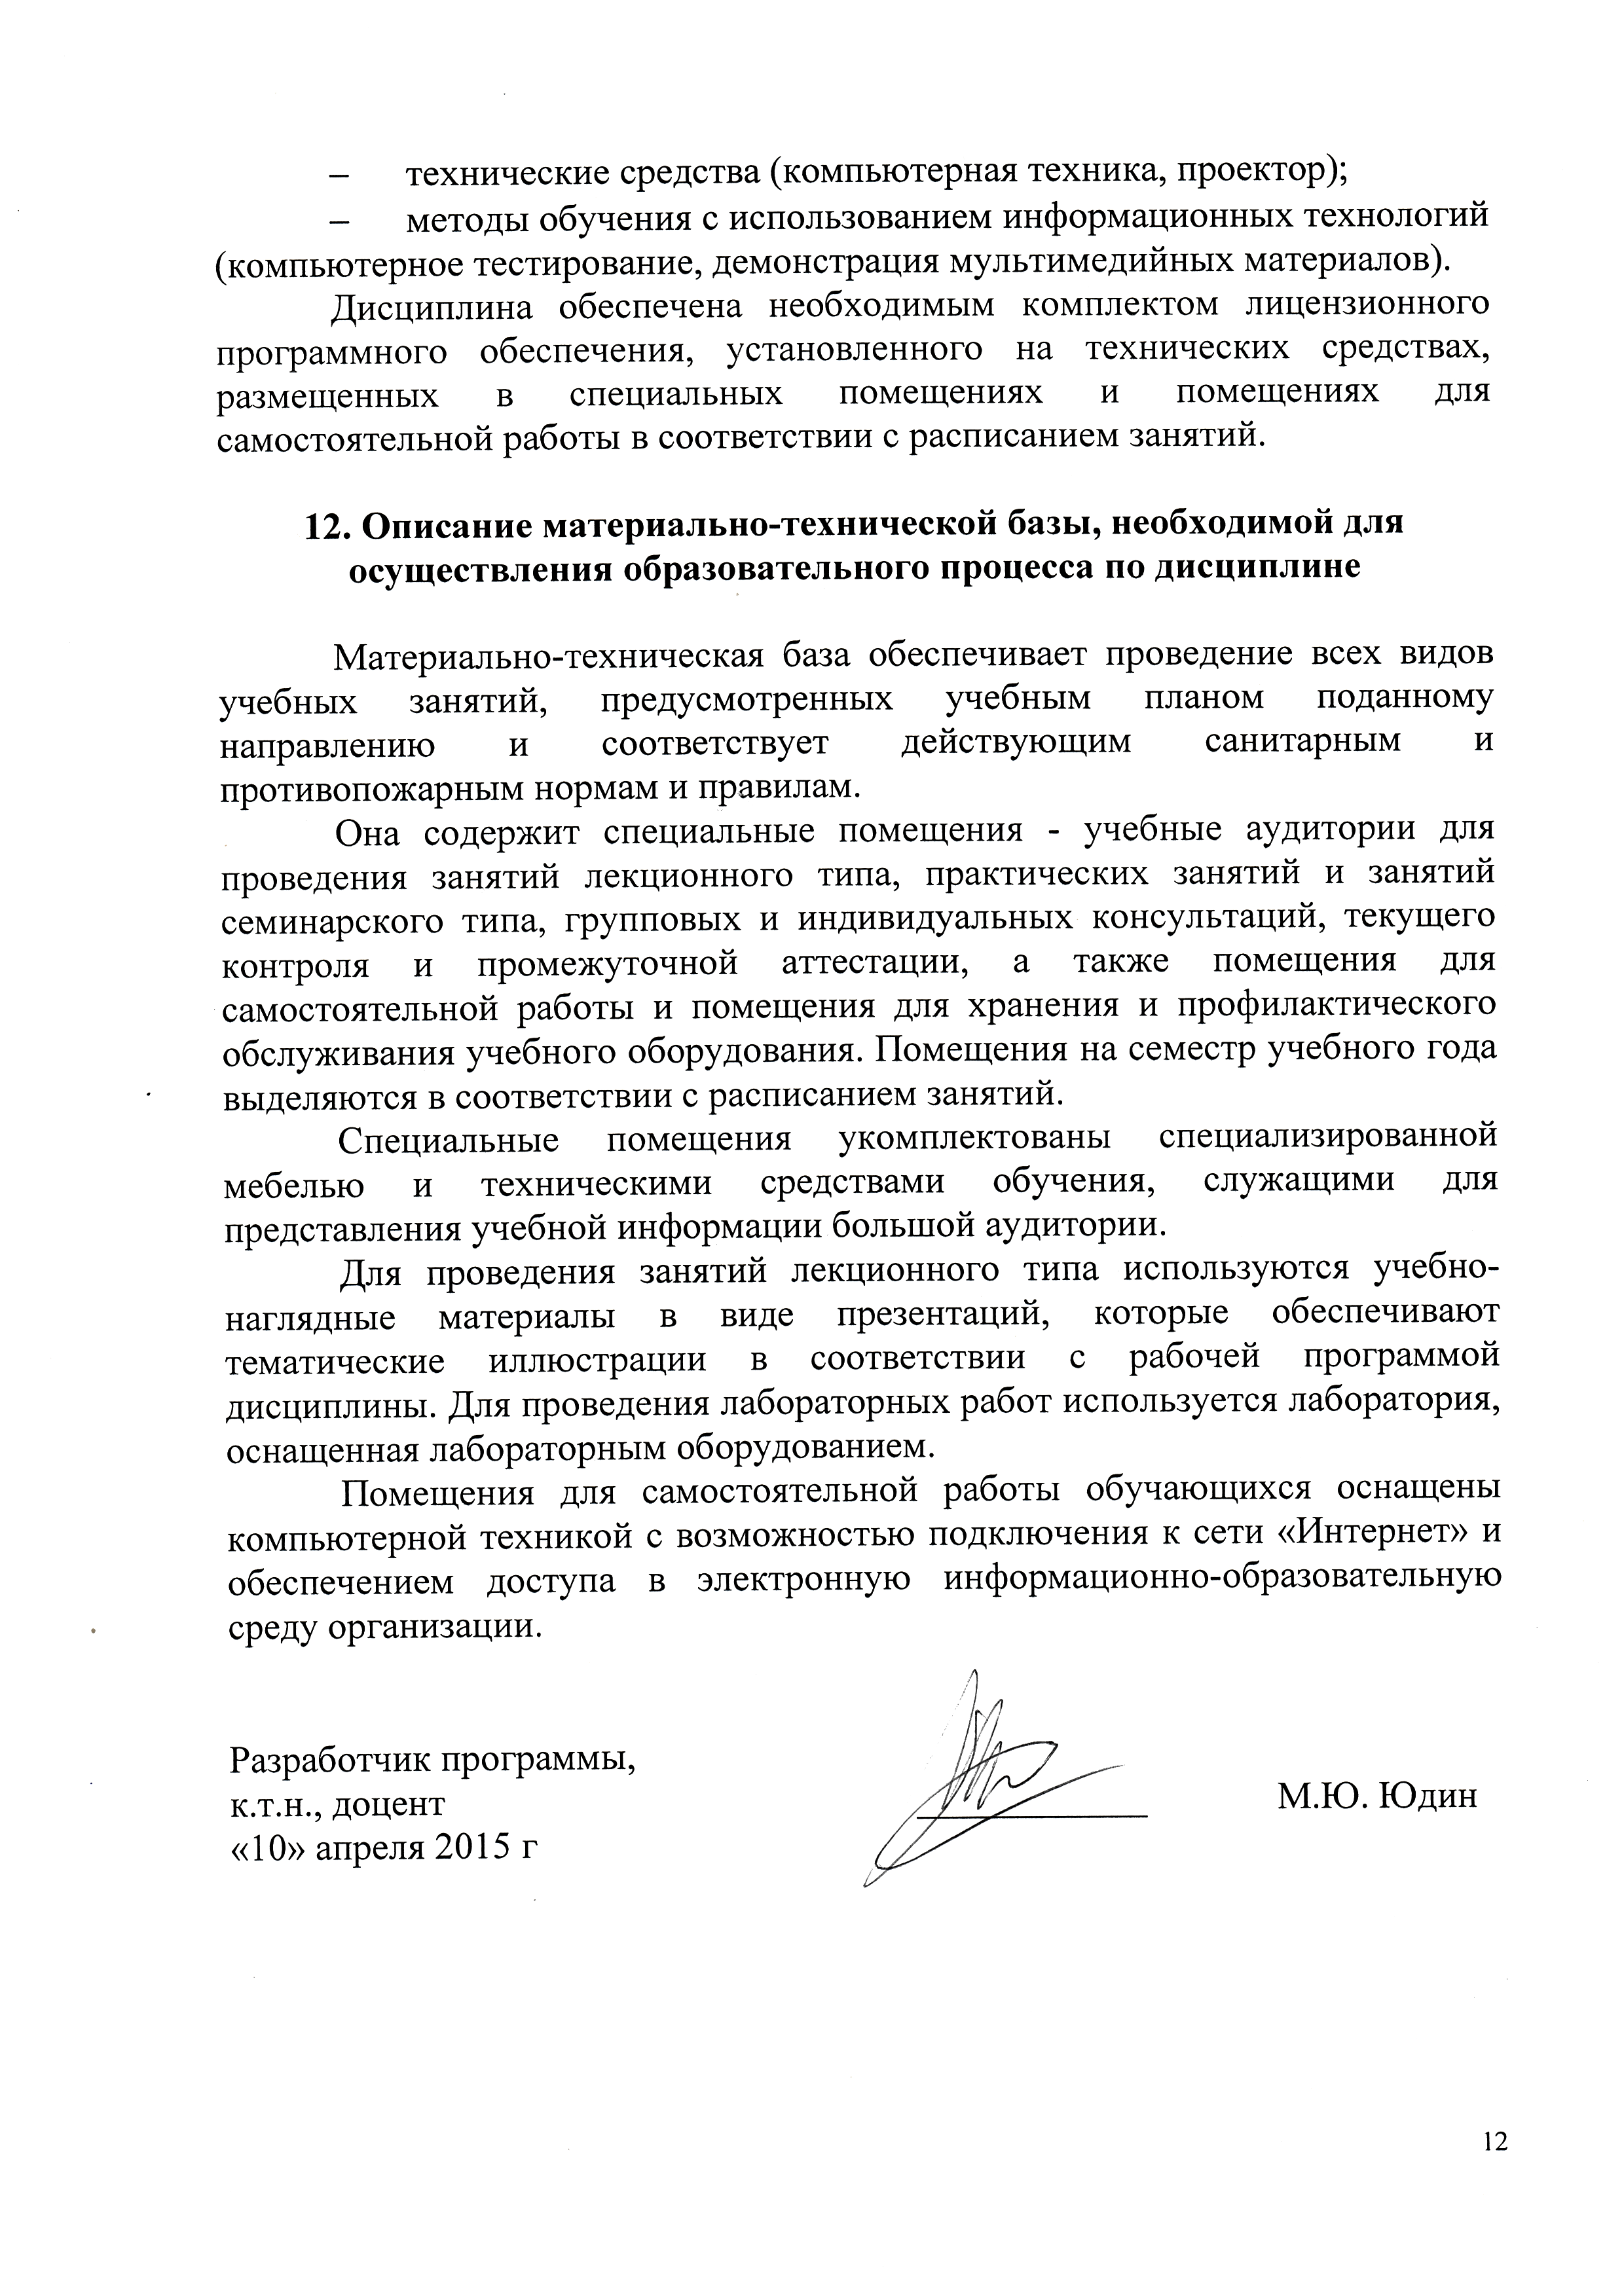 – технические средства (компьютерная техника, проектор);
– методы обучения с использованием информационных технологий
(компьютерное тестирование, демонстрация мультимедийных материалов).
Дисциплина обеспечена необходимым комплектом лицензионного
программного обеспечения, установленного на технических средствах,
размещенных в специальных помещениях и помещениях для
самостоятельной работы в соответствии с расписанием занятий.
12. Описание материально-технической базы, необходимой для
осуществления образовательного процесса по дисциплине
Материально-техническая база обеспечивает проведение всех видов
учебных занятий, предусмотренных учебным планом поданному
направлению и соответствует действующим санитарным и
противопожарным нормам и правилам.
Она содержит специальные помещения - учебные аудитории для
проведения занятий лекционного типа, практических занятий и занятий
семинарского типа, групповых и индивидуальных консультаций, текущего
контроля и промежуточной аттестации, а также помещения для
самостоятельной работы и помещения для хранения и профилактического
обслуживания учебного оборудования. Помещения на семестр учебного года
выделяются в соответствии с расписанием занятий.
Специальные помещения укомплектованы специализированной
мебелью и техническими средствами обучения, служащими для
представления учебной информации большой аудитории.
Для проведения занятий лекционного типа используются учебно-
наглядные материалы в виде презентаций, которые обеспечивают
тематические иллюстрации в соответствии с рабочей программой
дисциплины. Для проведения лабораторных работ используется лаборатория,
оснащенная лабораторным оборудованием.
Помещения для самостоятельной работы обучающихся оснащены
компьютерной техникой с возможностью подключения к сети «Интернет» и
обеспечением доступа в электронную информационно-образовательную
среду организации.
Разработчик программы,
к.т.н., доцент
М.Ю. Юдин
«10» апреля 2015 г
12